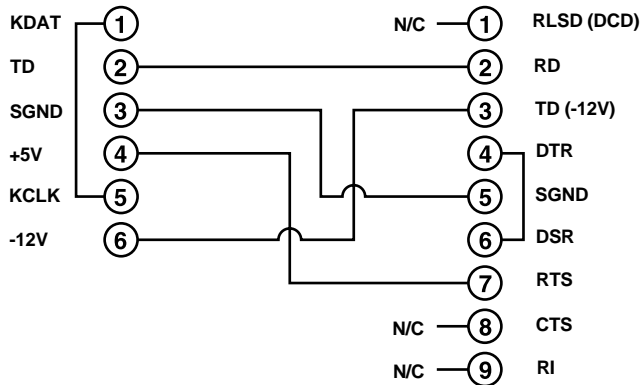 KDAT 1 N/C 1 RLSD (DCD)
TD 2 2 RD
SGND 3 3 TD (-12V)
+5V 4 4 DTR
KCLK 5 5 SGND
-12V 6 6 DSR
7 RTS
N/C 8 CTS
N/C 9 RI